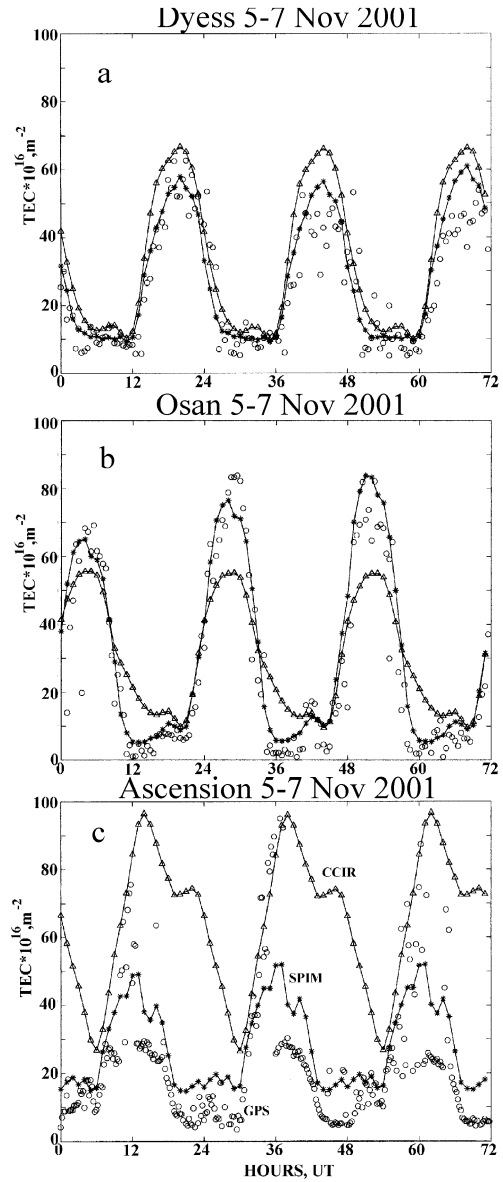 Dyess 5-7 Nov 2001
a
TEC*10^16,m^-2
100
80
60
40
20
0
0 12 24 36 48 60 72
Osan 5-7 Nov 2001
b
TEC*10^16,m^-2
100
80
60
40
20
0
0 12 24 36 48 60 72
Ascension 5-7 Nov 2001
c
TEC*10^16,m^-2
100
80
60
40
20
0
CCIR
SPIM
GPS
0 12 24 36 48 60 72
HOURS, UT